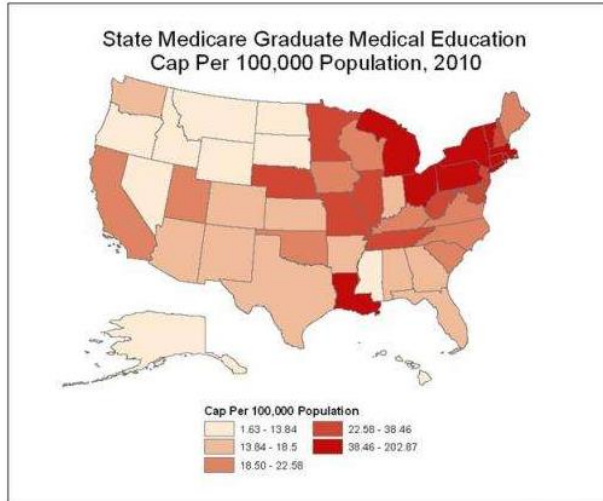 State Medicare Graduate Medical Education
Cap Per 100,000 Population, 2010
Cap Per 100,000 Population
1.63 - 13.84
22.58 - 38.46
13.84 - 18.5
38.46 - 202.87
18.50 - 22.58